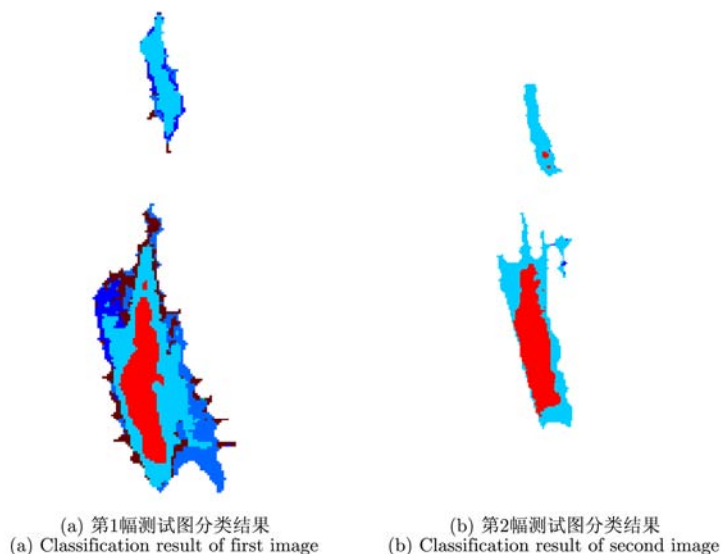 (a) 第1幅测试图分类结果
(a) Classification result of first image
(b) 第2幅测试图分类结果
(b) Classification result of second image